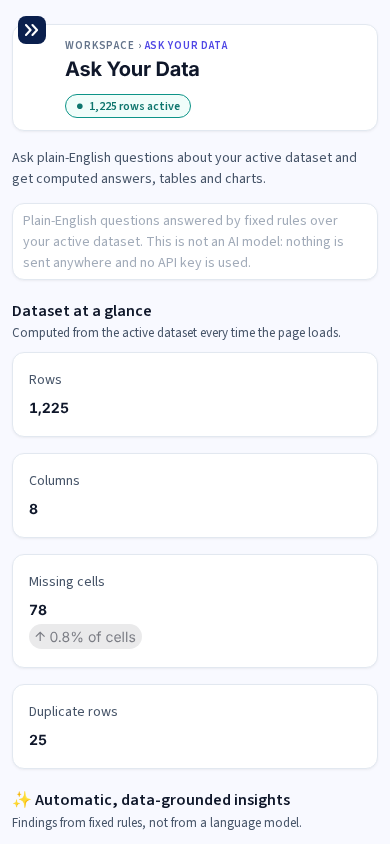 WORKSPACE › ASK YOUR DATA
Ask Your Data
● 1,225 rows active
Ask plain-English questions about your active dataset and
get computed answers, tables and charts.
Plain-English questions answered by fixed rules over
your active dataset. This is not an AI model: nothing is
sent anywhere and no API key is used.
Dataset at a glance
Computed from the active dataset every time the page loads.
Rows
1,225
Columns
8
Missing cells
78
↑ 0.8% of cells
Duplicate rows
25
✨ Automatic, data-grounded insights
Findings from fixed rules, not from a language model.